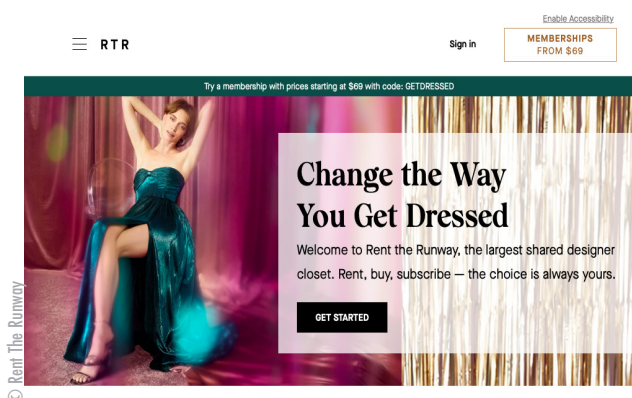 Enable Accessibility
RTR
Sign in
MEMBERSHIPS
FROM $69
Try a membership with prices starting at $69 with code: GETDRESSED
Change the Way
You Get Dressed
Welcome to Rent the Runway, the largest shared designer
closet. Rent, buy, subscribe — the choice is always yours.
GET STARTED
© Rent The Runway